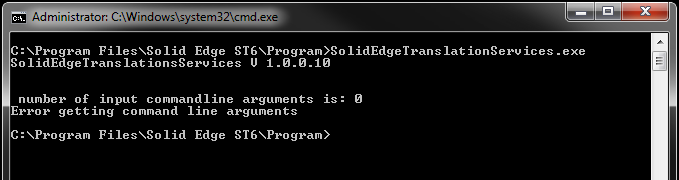 Administrator: C:\Windows\system32\cmd.exe
C:\Program Files\Solid Edge ST6\Program>SolidEdgeTranslationServices.exe
SolidEdgeTranslationsServices V 1.0.0.10
number of input commandline arguments is: 0
Error getting command line arguments
C:\Program Files\Solid Edge ST6\Program>